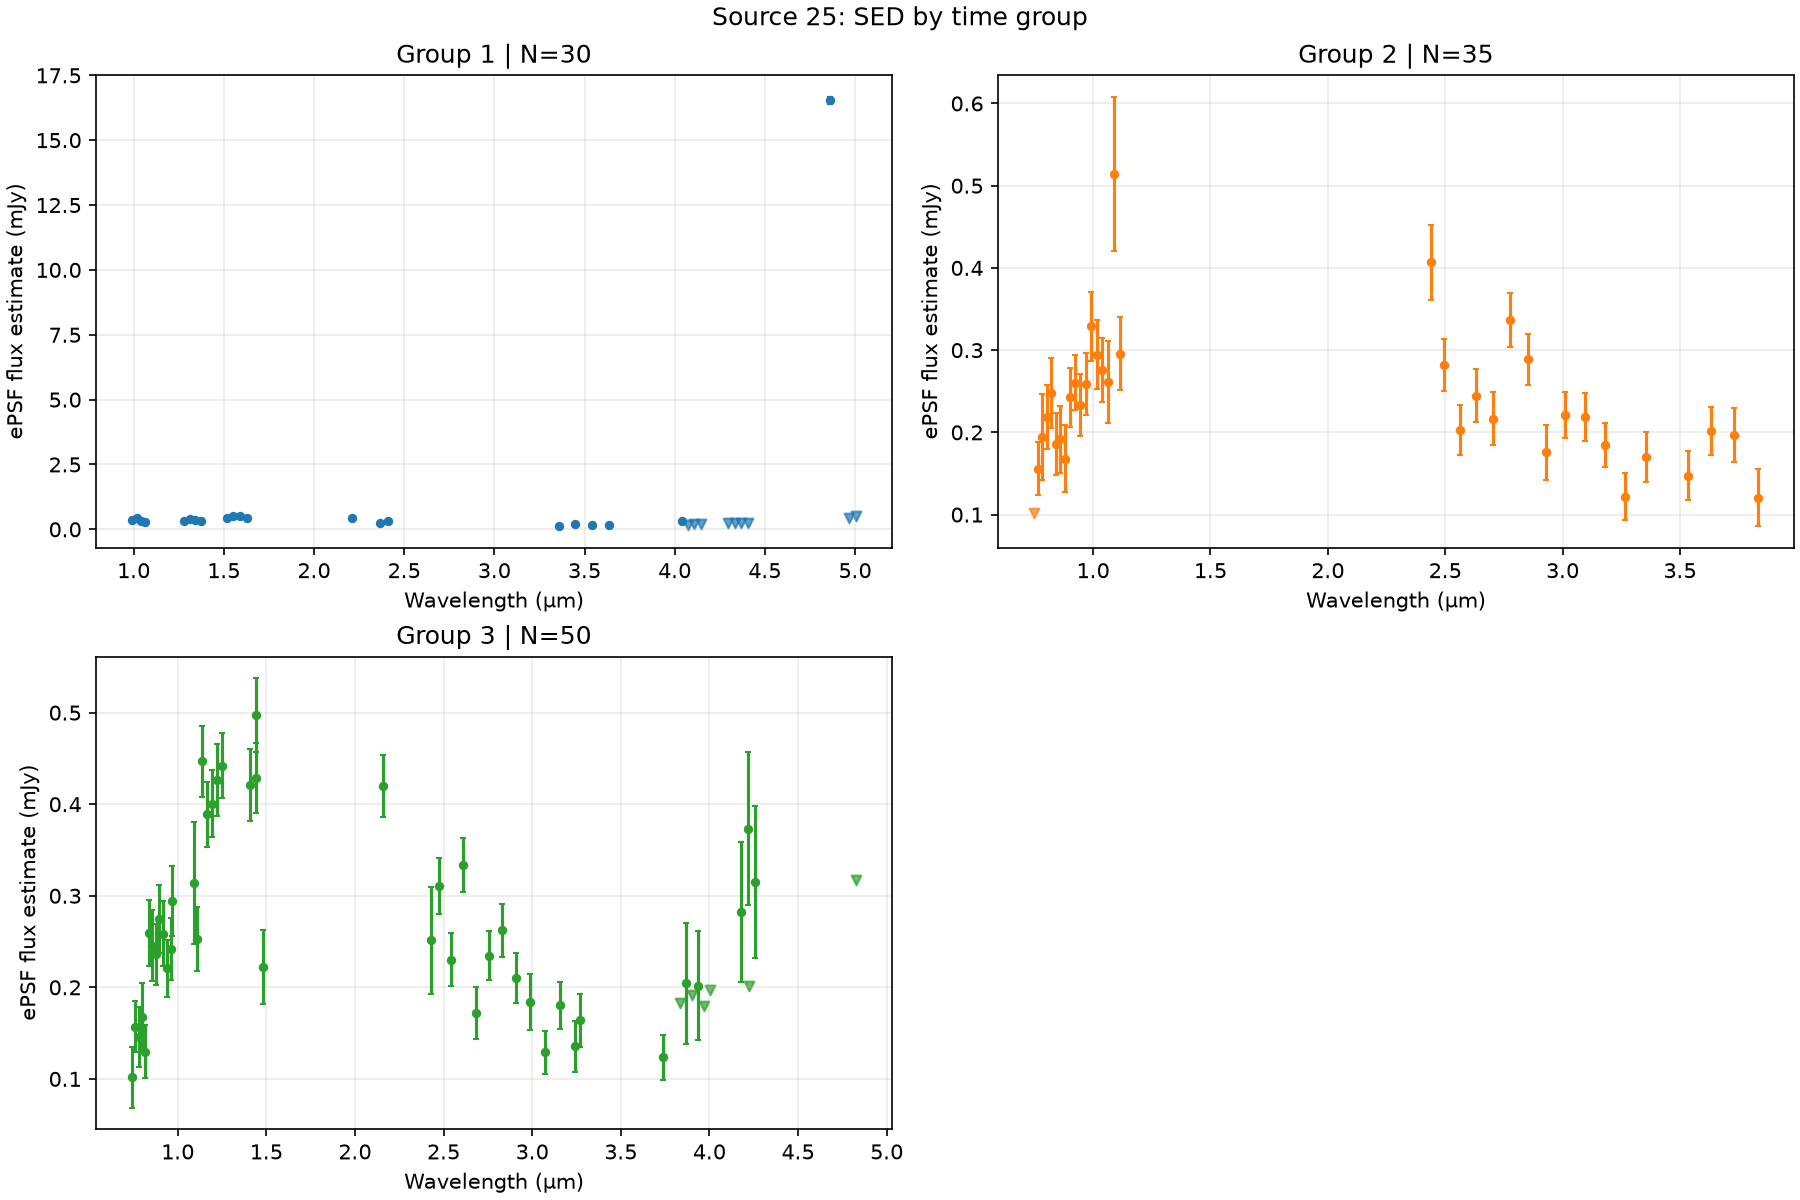 Source 25: SED by time group
Group 1 | N=30
ePSF flux estimate (mJy)
17.5
15.0
12.5
10.0
7.5
5.0
2.5
0.0
1.0 1.5 2.0 2.5 3.0 3.5 4.0 4.5 5.0
Wavelength (μm)
Group 2 | N=35
ePSF flux estimate (mJy)
0.6
0.5
0.4
0.3
0.2
0.1
1.0 1.5 2.0 2.5 3.0 3.5
Wavelength (μm)
Group 3 | N=50
ePSF flux estimate (mJy)
0.5
0.4
0.3
0.2
0.1
1.0 1.5 2.0 2.5 3.0 3.5 4.0 4.5 5.0
Wavelength (μm)